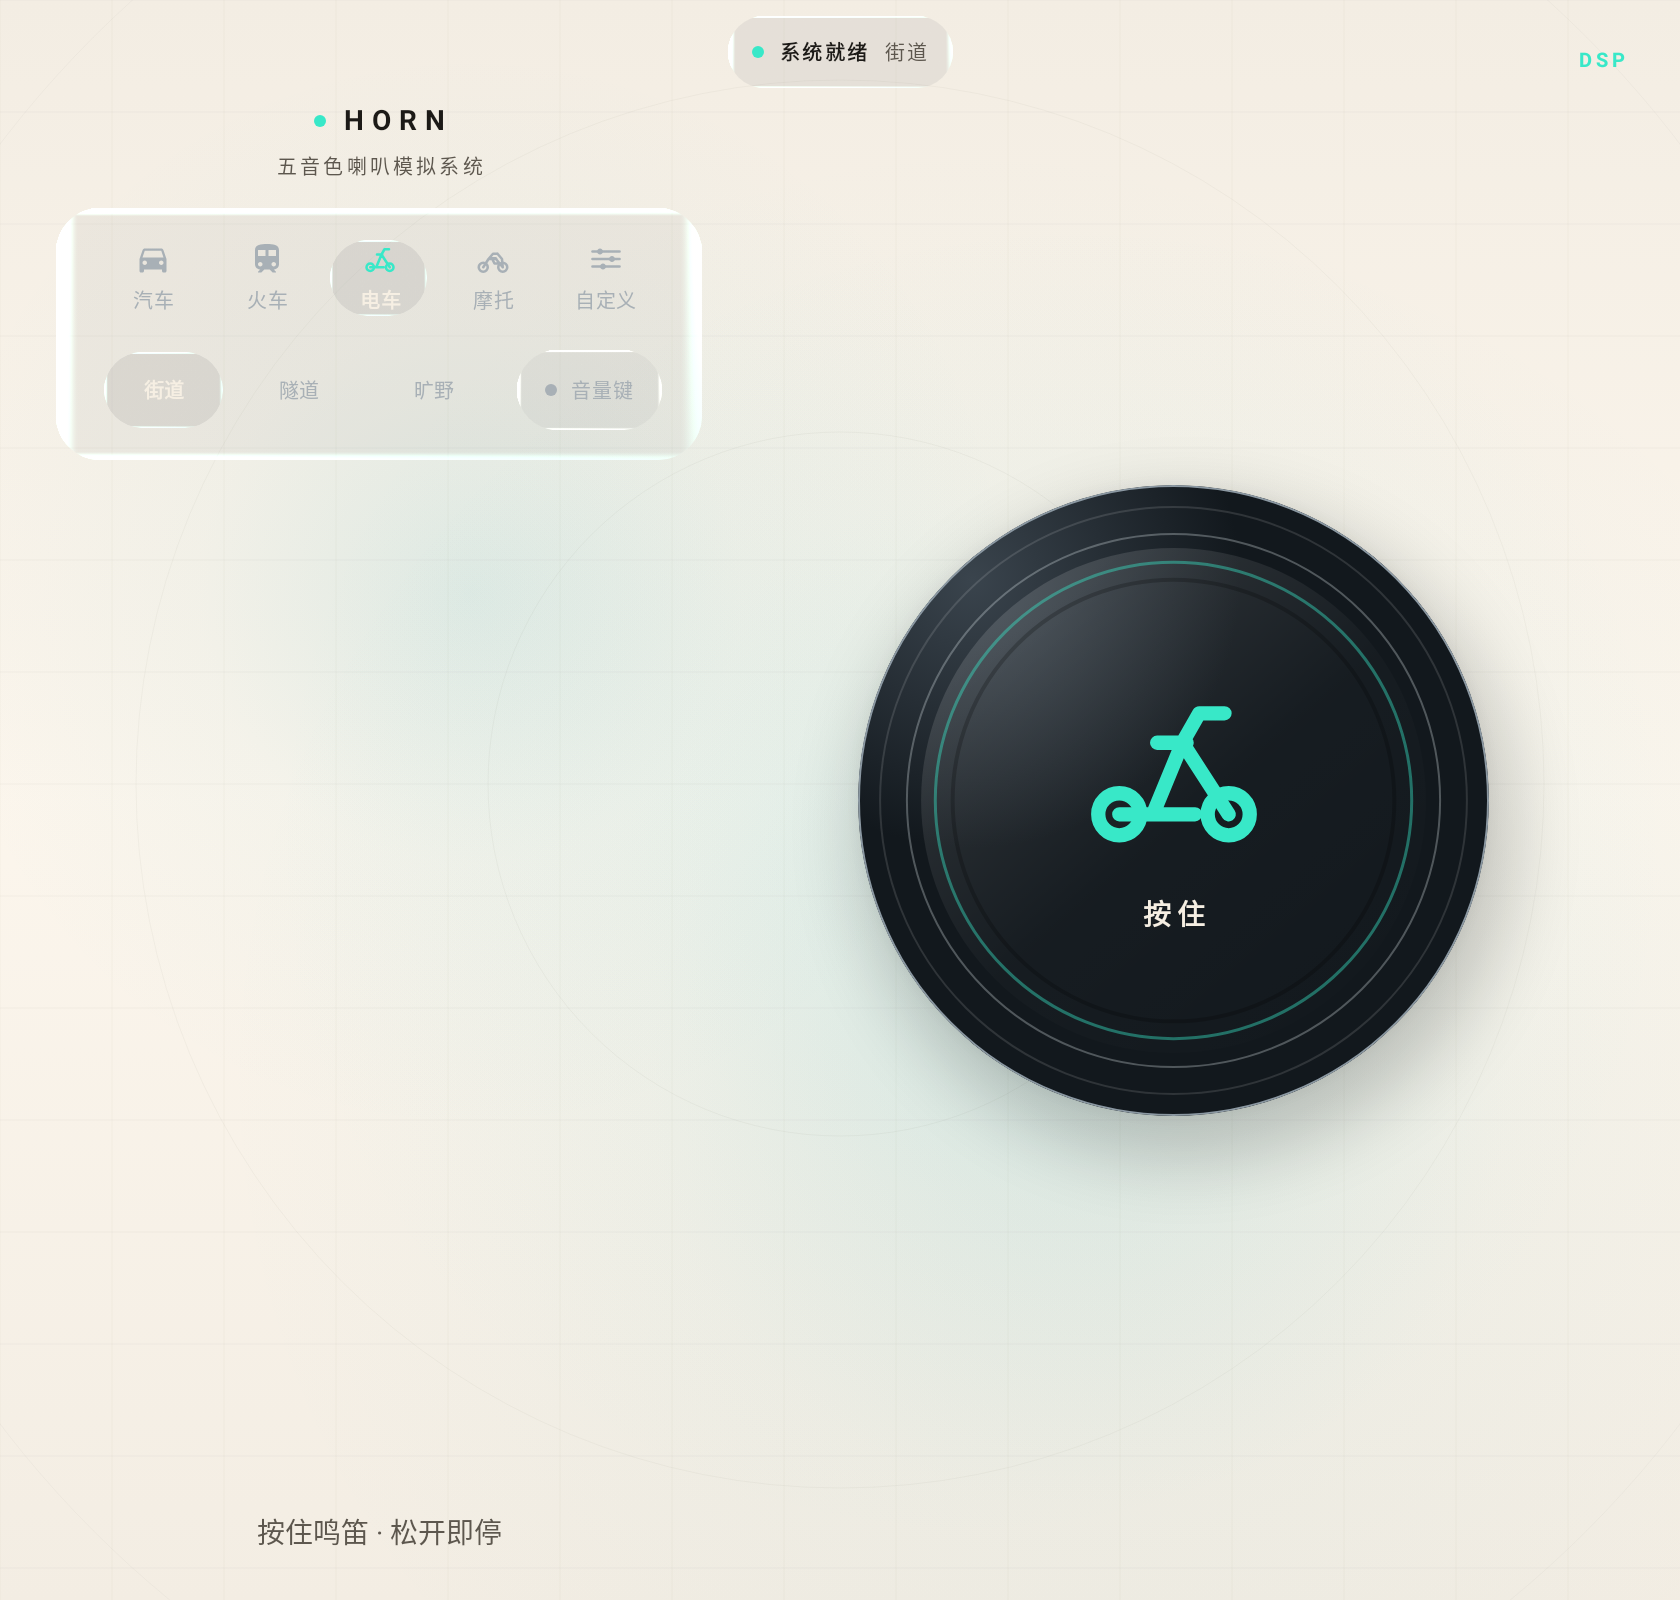 系统就绪 街道
DSP
HORN
五音色喇叭模拟系统
汽车 火车 电车 摩托 自定义
街道 隧道 旷野 音量键
按住
按住鸣笛 · 松开即停